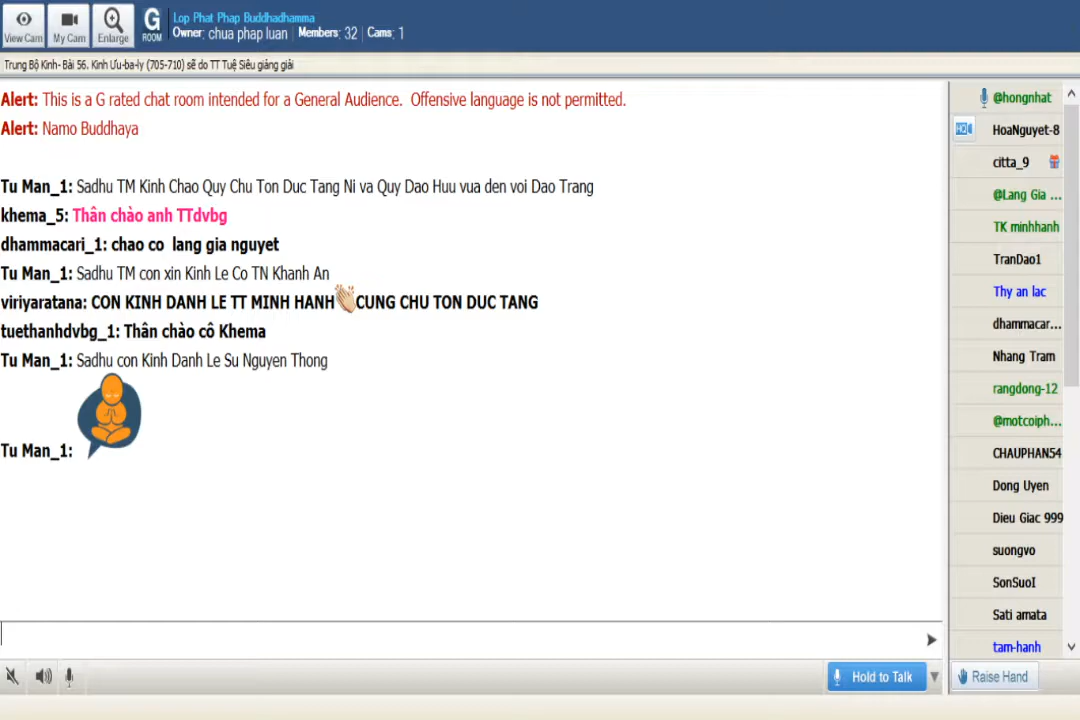 View Cam
My Cam
Enlarge
G
ROOM
Lop Phat Phap Buddhadhamma
Owner: chua phap luan
Members: 32
Cams: 1
Trung Bộ Kinh- Bài 56. Kinh Ưu-ba-ly (705-710) sẽ do TT Tuệ Siêu giảng giải
Alert: This is a G rated chat room intended for a General Audience. Offensive language is not permitted.
Alert: Namo Buddhaya
Tu Man_1: Sadhu TM Kinh Chao Quy Chu Ton Duc Tang Ni va Quy Dao Huu vua den voi Dao Trang
khema_5: Thân chào anh TTdvbg
dhammacari_1: chao co lang gia nguyet
Tu Man_1: Sadhu TM con xin Kinh Le Co TN Khanh An
viriyaratana: CON KINH DANH LE TT MINH HANH CUNG CHU TON DUC TANG
tuethanhdvbg_1: Thân chào cô Khema
Tu Man_1: Sadhu con Kinh Danh Le Su Nguyen Thong
Tu Man_1:
@hongnhat
HD
HoaNguyet-8
citta_9
@Lang Gia ...
TK minhhanh
TranDao1
Thy an lac
dhammacar...
Nhang Tram
rangdong-12
@motcoiph...
CHAUPHAN54
Dong Uyen
Dieu Giac 999
suongvo
SonSuoI
Sati amata
tam-hanh
Hold to Talk
Raise Hand